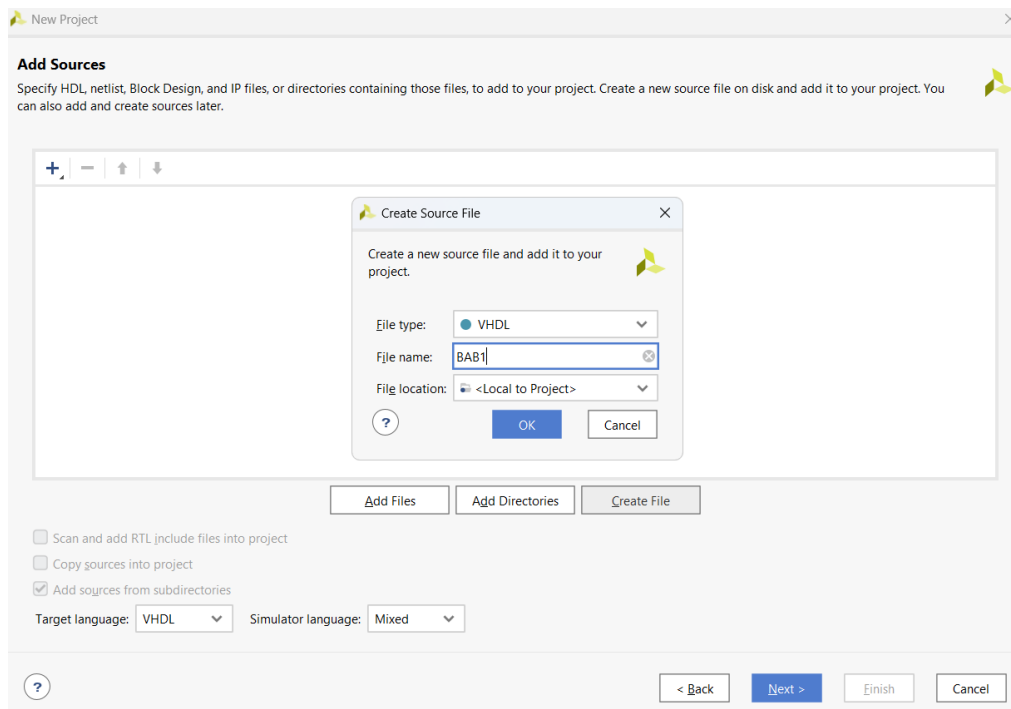 New Project
Add Sources
Specify HDL, netlist, Block Design, and IP files, or directories containing those files, to add to your project. Create a new source file on disk and add it to your project. You
can also add and create sources later.
Create Source File
Create a new source file and add it to your
project.
File type: VHDL
File name: BAB1
File location: <Local to Project>
? OK Cancel
Add Files Add Directories Create File
Scan and add RTL include files into project
Copy sources into project
Add sources from subdirectories
Target language: VHDL Simulator language: Mixed
? < Back Next > Finish Cancel